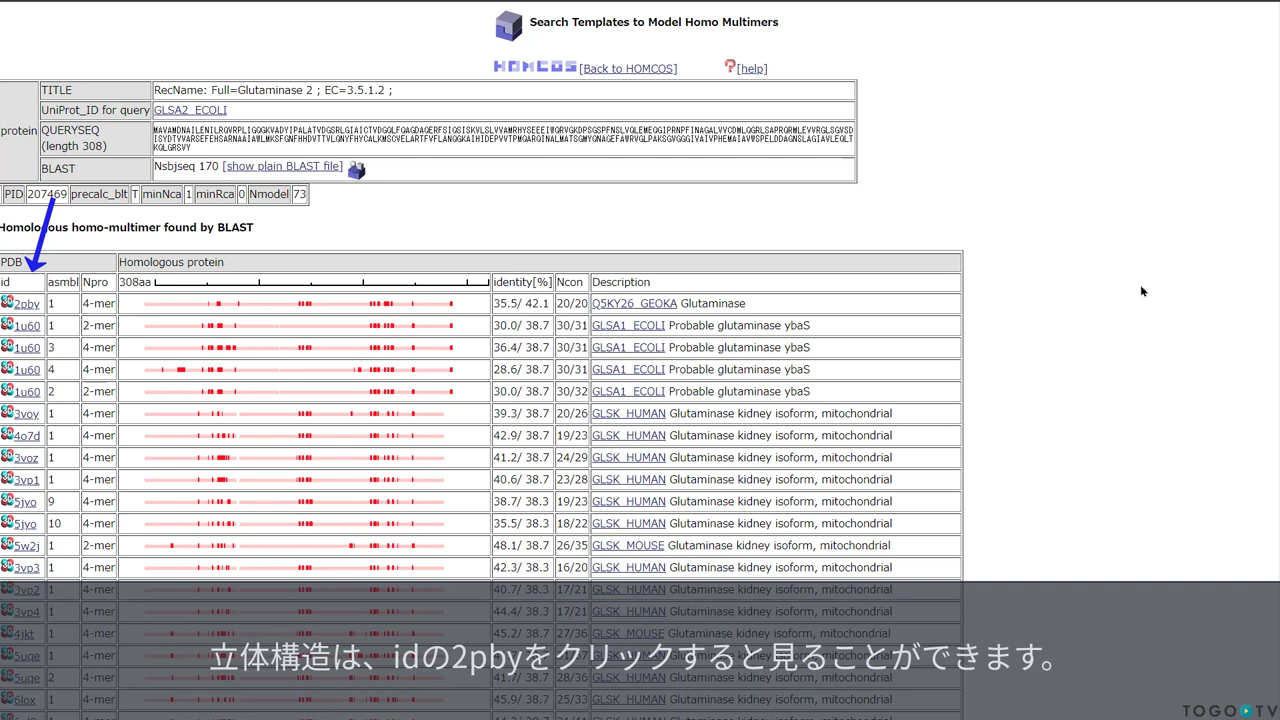 Search Templates to Model Homo Multimers
HOMCOS [Back to HOMCOS] ?[help]
protein
TITLE RecName: Full=Glutaminase 2 ; EC=3.5.1.2 ;
UniProt_ID for query GLSA2_ECOLI
QUERYSEQ
(length 308)
BLAST Nsbjseq 170 [show plain BLAST file]
PID 207469 precalc_blt T minNca 1 minRca 0 Nmodel 73
Homologous homo-multimer found by BLAST
PDB Homologous protein
id asmbl Npro 308aa identity[%] Ncon Description
2pby 1 4-mer 35.5/ 42.1 20/20 Q5KY26_GEOKA Glutaminase
1u60 1 2-mer 30.0/ 38.7 30/31 GLSA1_ECOLI Probable glutaminase ybaS
1u60 3 4-mer 36.4/ 38.7 30/31 GLSA1_ECOLI Probable glutaminase ybaS
1u60 4 4-mer 28.6/ 38.7 30/31 GLSA1_ECOLI Probable glutaminase ybaS
1u60 2 2-mer 30.0/ 38.7 30/32 GLSA1_ECOLI Probable glutaminase ybaS
3voy 1 4-mer 39.3/ 38.7 20/26 GLSK_HUMAN Glutaminase kidney isoform, mitochondrial
4o7d 1 4-mer 42.9/ 38.7 19/23 GLSK_HUMAN Glutaminase kidney isoform, mitochondrial
3voz 1 4-mer 41.2/ 38.7 24/29 GLSK_HUMAN Glutaminase kidney isoform, mitochondrial
3vp1 1 4-mer 40.6/ 38.7 23/28 GLSK_HUMAN Glutaminase kidney isoform, mitochondrial
5jyo 9 4-mer 38.7/ 38.3 19/23 GLSK_HUMAN Glutaminase kidney isoform, mitochondrial
5jyo 10 4-mer 35.5/ 38.3 18/22 GLSK_HUMAN Glutaminase kidney isoform, mitochondrial
5w2j 1 2-mer 48.1/ 38.7 26/35 GLSK_MOUSE Glutaminase kidney isoform, mitochondrial
3vp3 1 4-mer 42.3/ 38.7 16/20 GLSK_HUMAN Glutaminase kidney isoform, mitochondrial
3vp2 1 4-mer 40.7/ 38.3 17/21 GLSK_HUMAN Glutaminase kidney isoform, mitochondrial
3vp4 1 4-mer 44.4/ 38.3 17/21 GLSK_HUMAN Glutaminase kidney isoform, mitochondrial
4jkt 1 4-mer 45.2/ 38.7 27/36 GLSK_MOUSE Glutaminase kidney isoform, mitochondrial
5uqe 1 4-mer Glutaminase kidney isoform, mitochondrial
立体構造は、idの2pbyをクリックすると見ることができます。
5uqe 2 4-mer 41.7/ 38.7 28/36 GLSK_HUMAN Glutaminase kidney isoform, mitochondrial
6lox 1 4-mer 45.9/ 38.3 25/33 GLSK_HUMAN Glutaminase kidney isoform, mitochondrial
TOGOTV